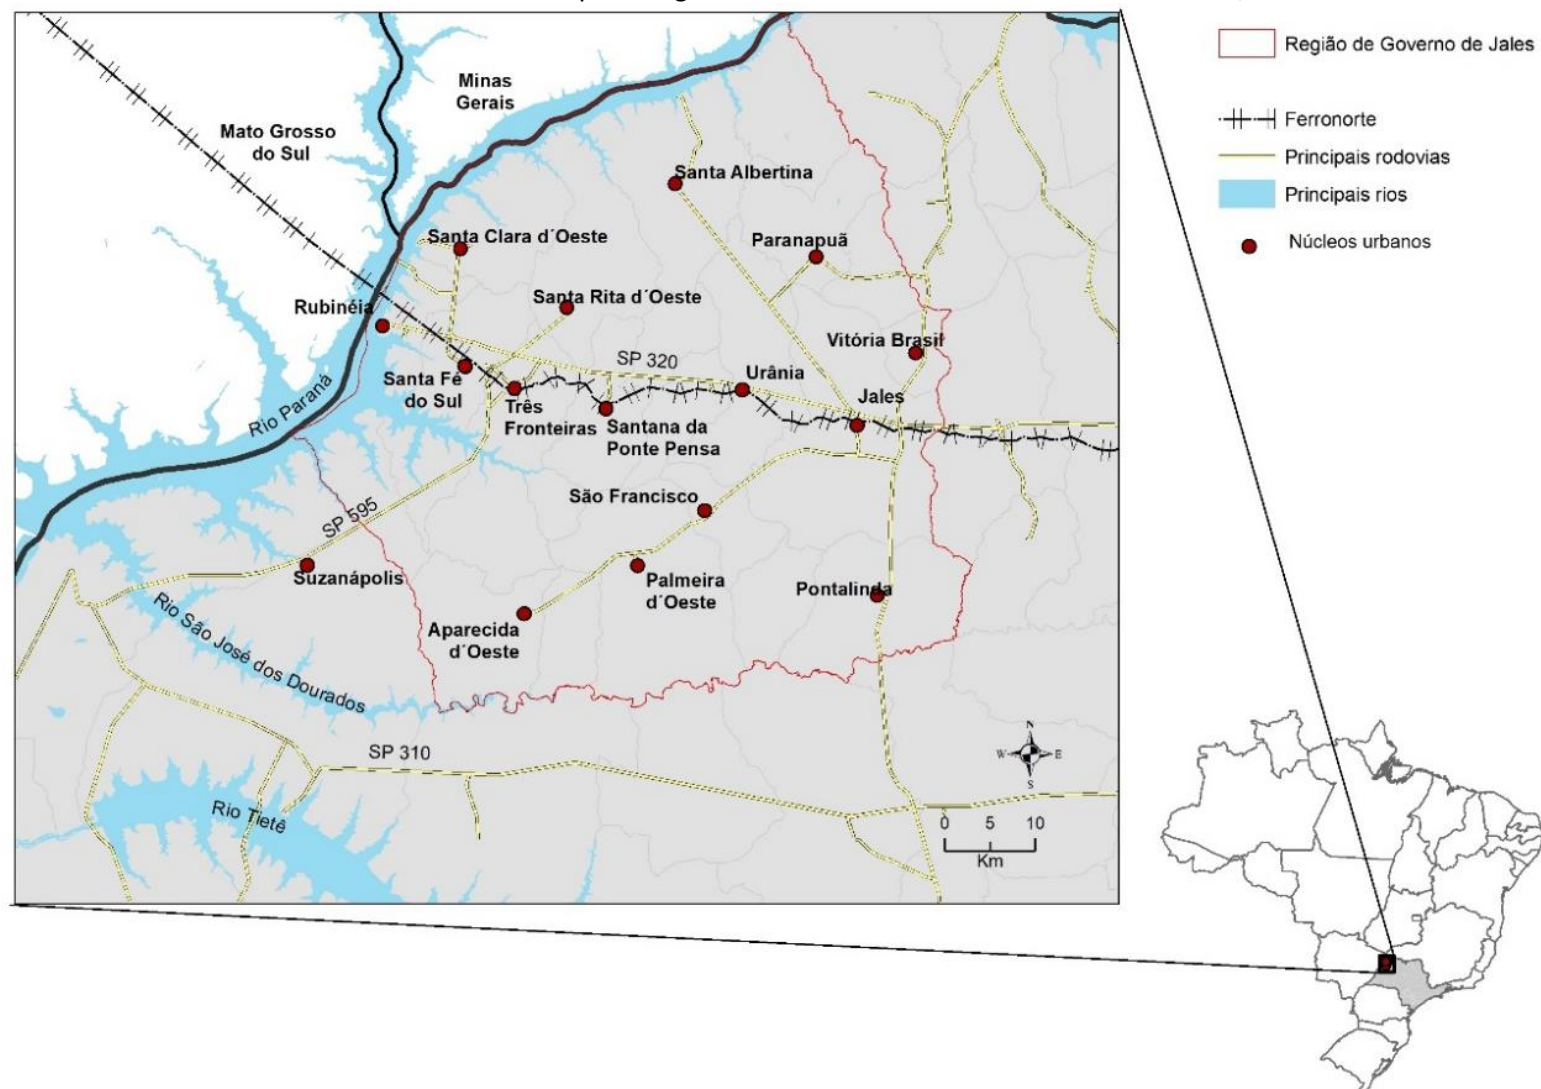 Região de Governo de Jales
Ferronorte
Principais rodovias
Principais rios
Núcleos urbanos
Minas
Gerais
Mato Grosso
do Sul
Santa Albertina
Santa Clara d´Oeste
Paranapuã
Santa Rita d´Oeste
Rubinéia
Vitória Brasil
SP 320
Urânia
Santa Fé
do Sul
Jales
Três
Fronteiras
Rio Paraná
Santana da
Ponte Pensa
São Francisco
SP 595
Suzanápolis
Palmeira
d´Oeste
Pontalinda
Rio São José dos Dourados
Aparecida
d´Oeste
SP 310
N
W
E
S
Rio Tietê
0 5 10
Km